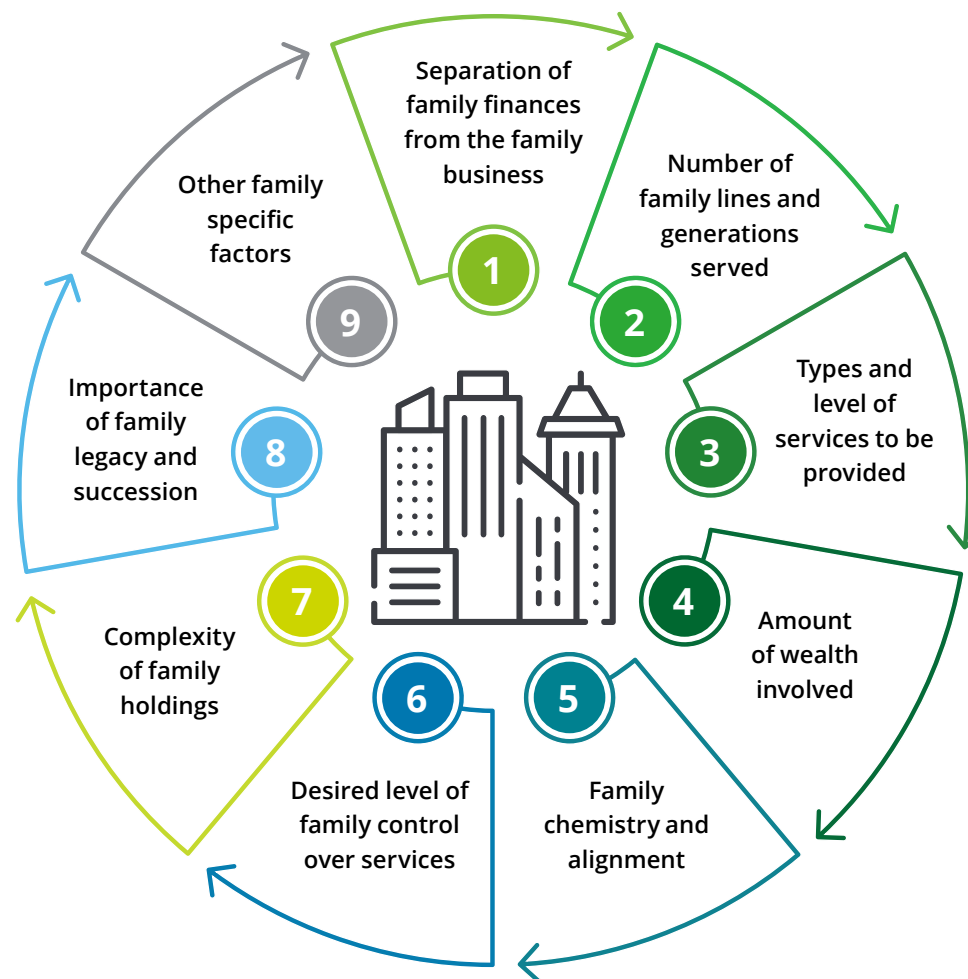 Separation of
family finances
from the family
business
1
Number of
family lines and
generations
served
2
Types and
level of
services to be
provided
3
Amount
of wealth
involved
4
Family
chemistry and
alignment
5
Desired level of
family control
over services
6
Complexity
of family
holdings
7
Importance
of family
legacy and
succession
8
Other family
specific
factors
9